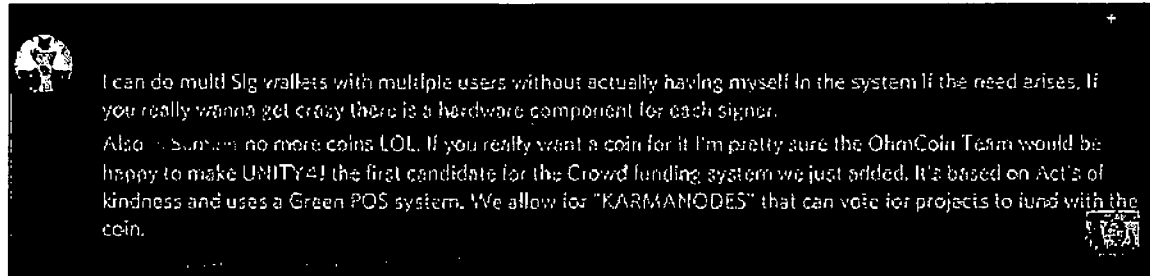 I can do multi Sig wallets with multiple users without actually having myself in the system if the need arises. If
you really wanna get crazy there is a hardware component for each signer.
Also no more coins LOL. If you really want a coin for it I'm pretty sure the OhmCoin Team would be
happy to make UNITY4J the first candidate for the Crowd funding system we just added. It's based on Act's of
kindness and uses a Green POS system. We allow for "KARMANODES" that can vote for projects to fund with the
coin.